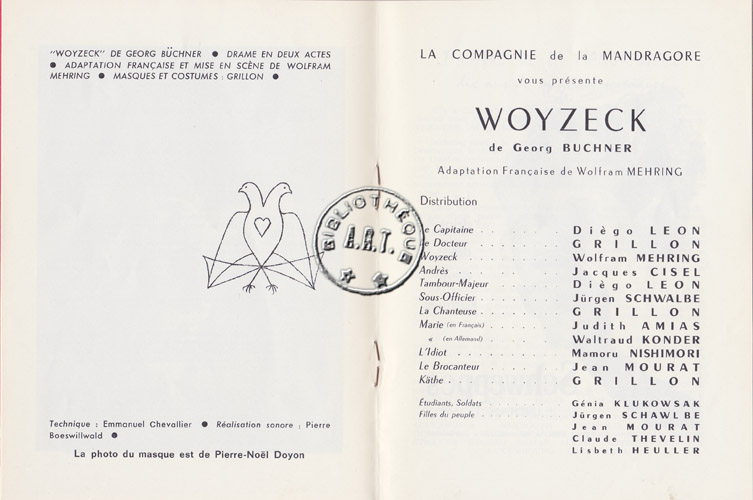 "WOYZECK" DE GEORG BÜCHNER ● DRAME EN DEUX ACTES
● ADAPTATION FRANÇAISE ET MISE EN SCÈNE DE WOLFRAM
MEHRING ● MASQUES ET COSTUMES : GRILLON ●
Technique : Emmanuel Chevallier ● Réalisation sonore : Pierre
Boeswillwald ●
La photo du masque est de Pierre-Noël Doyon
BIBLIOTHÈQUE
A.R.T.
LA COMPAGNIE de la MANDRAGORE
vous présente
WOYZECK
de Georg BUCHNER
Adaptation Française de Wolfram MEHRING
Distribution
Le Capitaine . . . . . . . . Diègo LEON
Le Docteur . . . . . . . . GRILLON
Woyzeck . . . . . . . . Wolfram MEHRING
Andrès . . . . . . . . Jacques CISEL
Tambour-Majeur . . . . . . Diègo LEON
Sous-Officier . . . . . . . . Jürgen SCHWALBE
La Chanteuse . . . . . . . . GRILLON
Marie (en Français) . . . . . . Judith AMIAS
« (en Allemand) . . . . . . Waltraud KONDER
L'Idiot . . . . . . . . Mamoru NISHIMORI
Le Brocanteur . . . . . . Jean MOURAT
Käthe . . . . . . . . GRILLON
Étudiants, Soldats . . . . . . . . Génia KLUKOWSAK
Filles du peuple . . . . . . . . Jürgen SCHAWLBE
Jean MOURAT
Claude THEVELIN
Lisbeth HEULLER